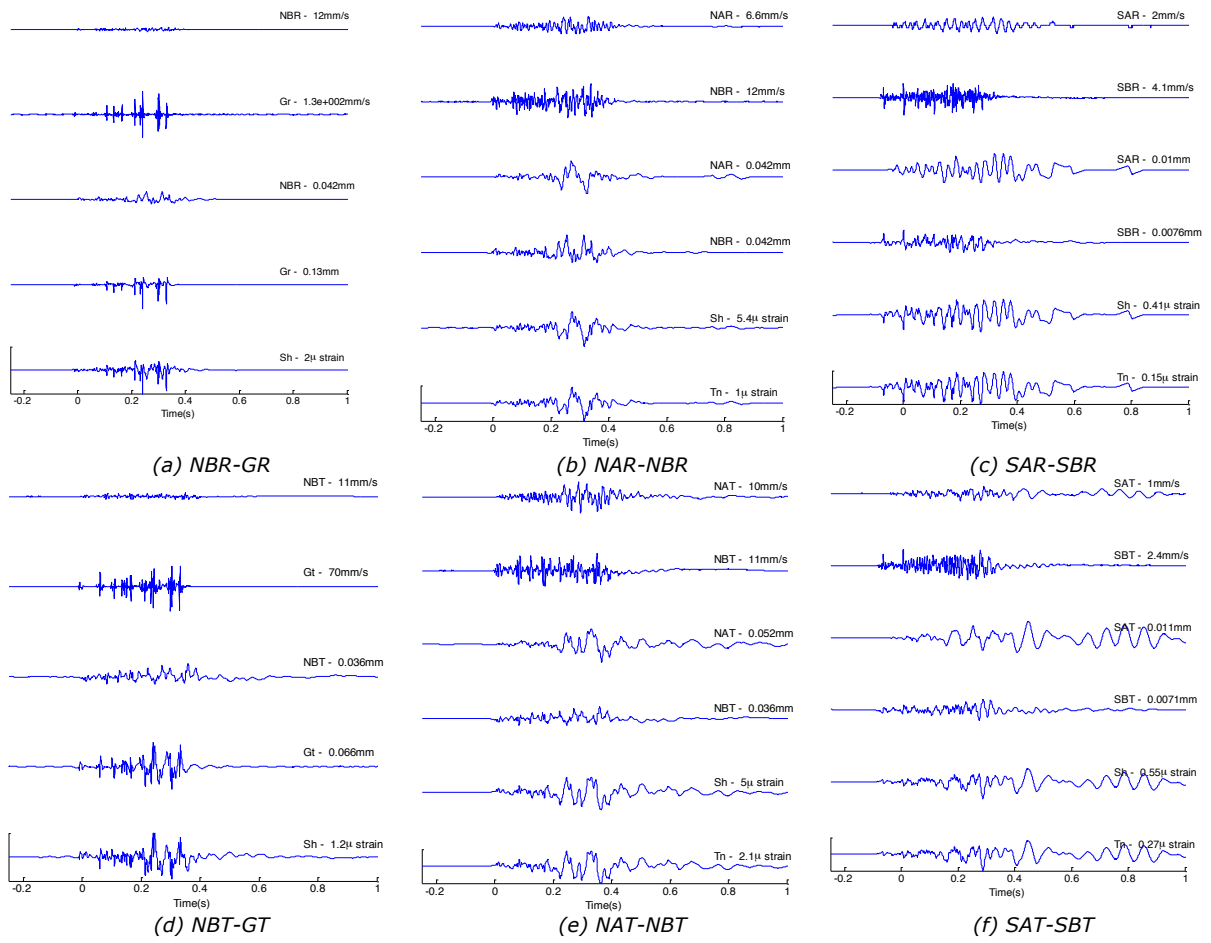 NBR - 12mm/s
Gr - 1.3e+002mm/s
NBR - 0.042mm
Gr - 0.13mm
Sh - 2μ strain
-0.2 0 0.2 0.4 0.6 0.8 1
Time(s)
(a) NBR-GR
NAR - 6.6mm/s
NBR - 12mm/s
NAR - 0.042mm
NBR - 0.042mm
Sh - 5.4μ strain
Tn - 1μ strain
-0.2 0 0.2 0.4 0.6 0.8 1
Time(s)
(b) NAR-NBR
SAR - 2mm/s
SBR - 4.1mm/s
SAR - 0.01mm
SBR - 0.0076mm
Sh - 0.41μ strain
Tn - 0.15μ strain
-0.2 0 0.2 0.4 0.6 0.8 1
Time(s)
(c) SAR-SBR
NBT - 11mm/s
Gt - 70mm/s
NBT - 0.036mm
Gt - 0.066mm
Sh - 1.2μ strain
-0.2 0 0.2 0.4 0.6 0.8 1
Time(s)
(d) NBT-GT
NAT - 10mm/s
NBT - 11mm/s
NAT - 0.052mm
NBT - 0.036mm
Sh - 5μ strain
Tn - 2.1μ strain
-0.2 0 0.2 0.4 0.6 0.8 1
Time(s)
(e) NAT-NBT
SAT - 1mm/s
SBT - 2.4mm/s
SAT - 0.011mm
SBT - 0.0071mm
Sh - 0.55μ strain
Tn - 0.27μ strain
-0.2 0 0.2 0.4 0.6 0.8 1
Time(s)
(f) SAT-SBT